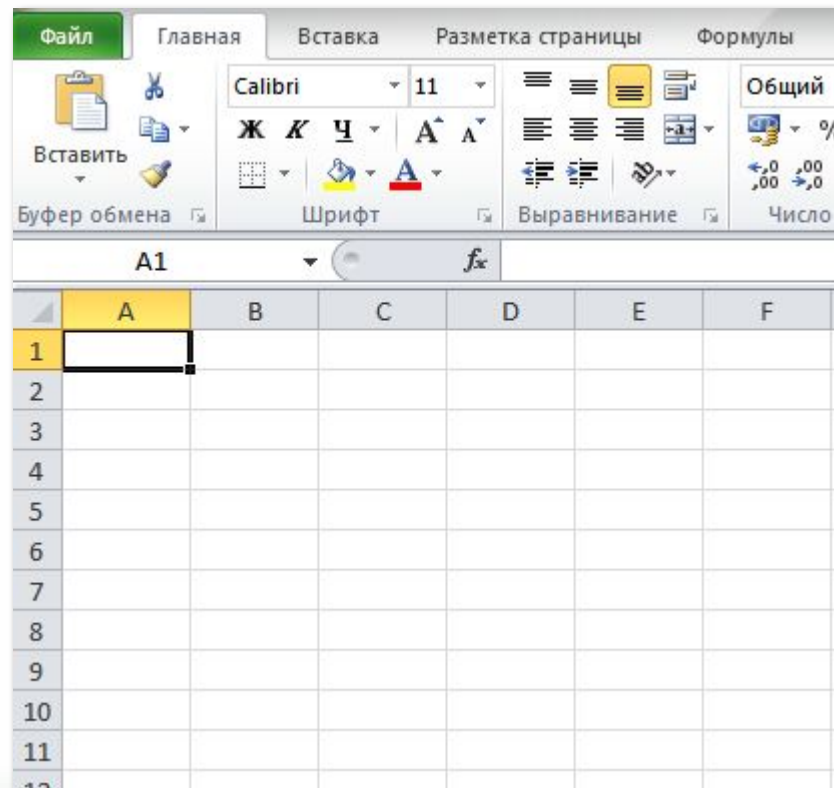 Файл Главная Вставка Разметка страницы Формулы
Calibri 11 Общий
Ж К Ч А А
Вставить
А
Буфер обмена Шрифт Выравнивание Число
A1 fx
A B C D E F
1
2
3
4
5
6
7
8
9
10
11